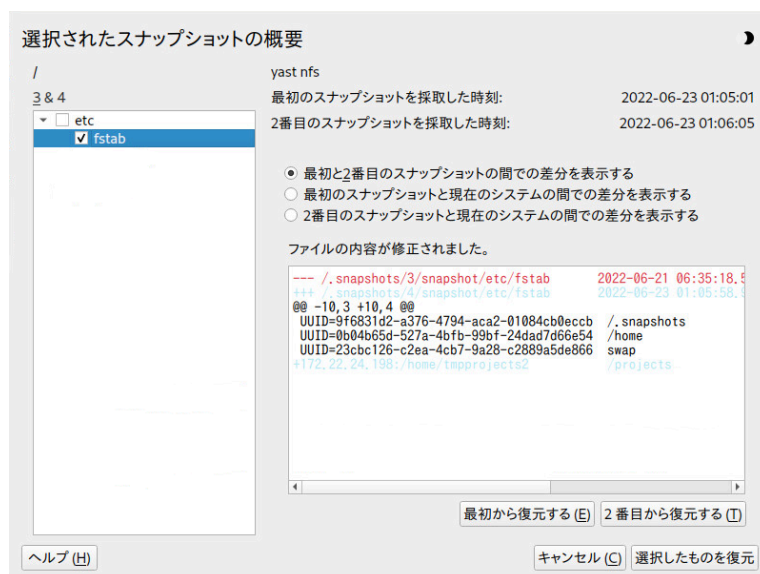 選択されたスナップショットの概要
/
3 & 4
etc
fstab
yast nfs
最初のスナップショットを採取した時刻: 2022-06-23 01:05:01
2番目のスナップショットを採取した時刻: 2022-06-23 01:06:05
最初と2番目のスナップショットの間での差分を表示する
最初のスナップショットと現在のシステムの間での差分を表示する
2番目のスナップショットと現在のシステムの間での差分を表示する
ファイルの内容が修正されました。
--- /.snapshots/3/snapshot/etc/fstab 2022-06-21 06:35:18.5
+++ /.snapshots/4/snapshot/etc/fstab 2022-06-23 01:05:58.
@@ -10,3 +10,4 @@
UUID=9f6831d2-a376-4794-aca2-01084cb0eccb /.snapshots
UUID=0b04b65d-527a-4bfb-99bf-24dad7d66e54 /home
UUID=23cbc126-c2ea-4cb7-9a28-c2889a5de866 swap
+172.22.24.198:/home/tmpprojects2 /projects
最初から復元する (E) 2 番目から復元する (T)
ヘルプ (H) キャンセル (C) 選択したものを復元